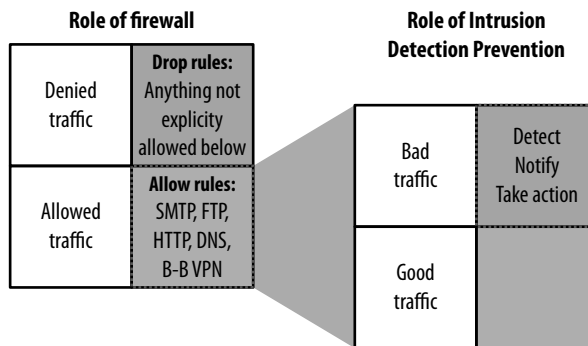 Role of firewall
Denied
traffic
Drop rules:
Anything not
explicity
allowed below
Allowed
traffic
Allow rules:
SMTP, FTP,
HTTP, DNS,
B-B VPN
Role of Intrusion
Detection Prevention
Bad
traffic
Detect
Notify
Take action
Good
traffic